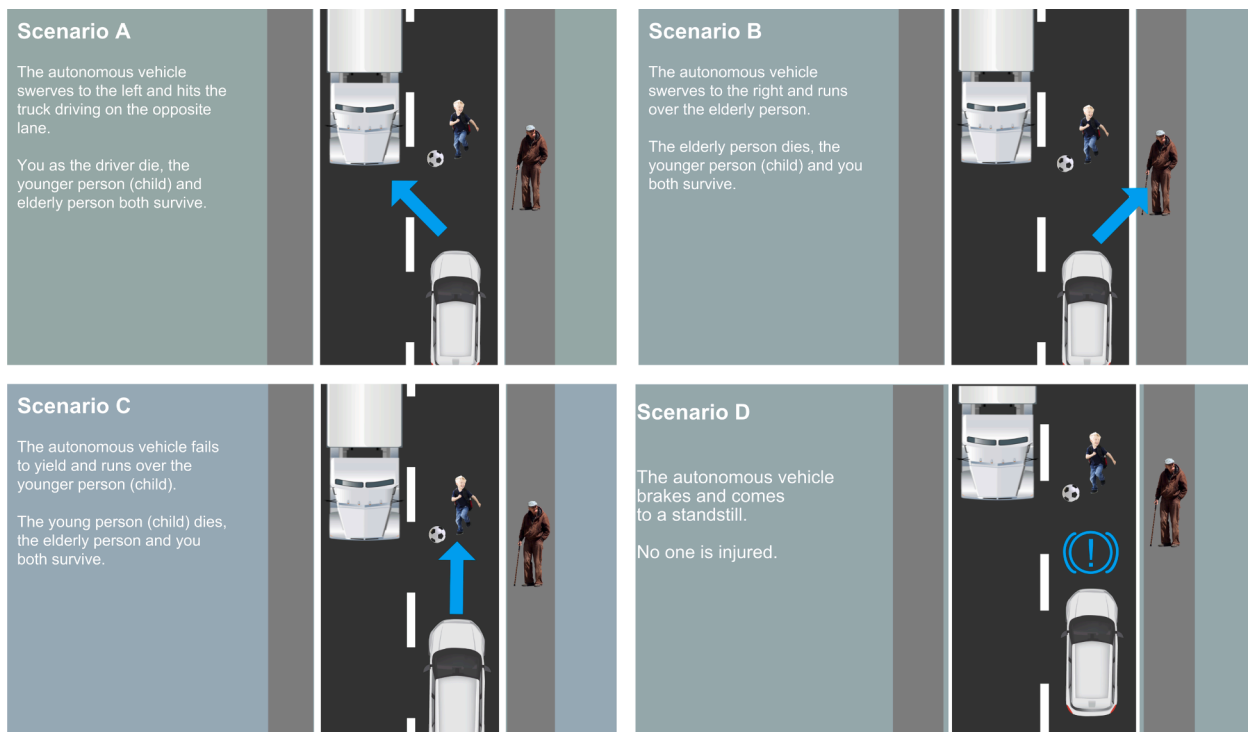 Scenario A
The autonomous vehicle
swerves to the left and hits the
truck driving on the opposite
lane.
You as the driver die, the
younger person (child) and
elderly person both survive.
Scenario B
The autonomous vehicle
swerves to the right and runs
over the elderly person.
The elderly person dies, the
younger person (child) and you
both survive.
Scenario C
The autonomous vehicle fails
to yield and runs over the
younger person (child).
The young person (child) dies,
the elderly person and you
both survive.
Scenario D
The autonomous vehicle
brakes and comes
to a standstill.
No one is injured.